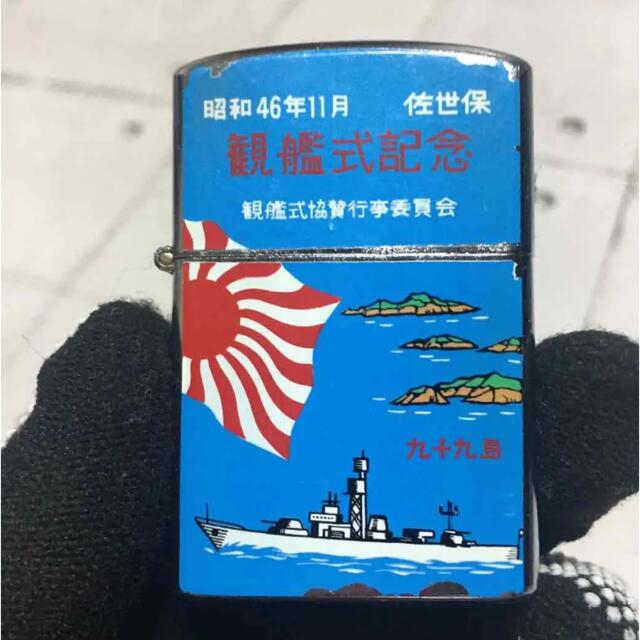 昭和46年11月 佐世保
観艦式記念
観艦式協賛行事委員会
九十九島